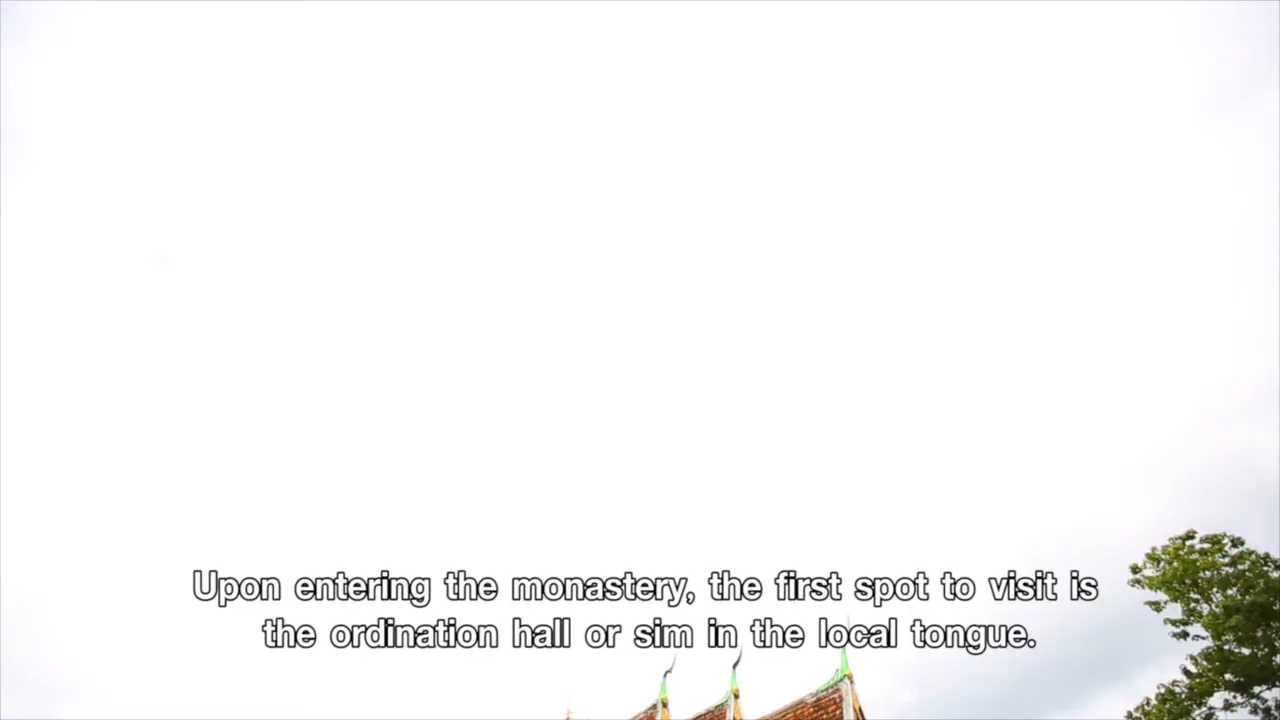 Upon entering the monastery, the first spot to visit is
the ordination hall or sim in the local tongue.